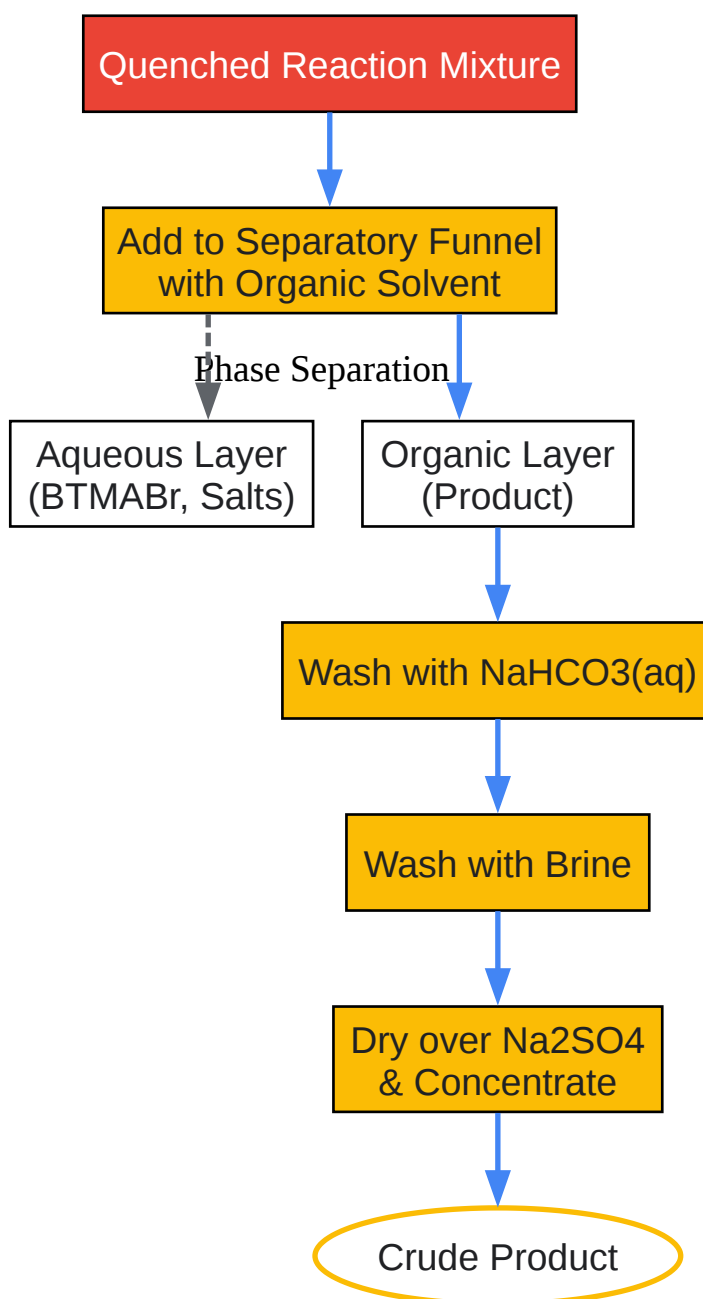 Quenched Reaction Mixture
Add to Separatory Funnel
with Organic Solvent
Phase Separation
Aqueous Layer
(BTMABr, Salts)
Organic Layer
(Product)
Wash with NaHCO3(aq)
Wash with Brine
Dry over Na2SO4
& Concentrate
Crude Product